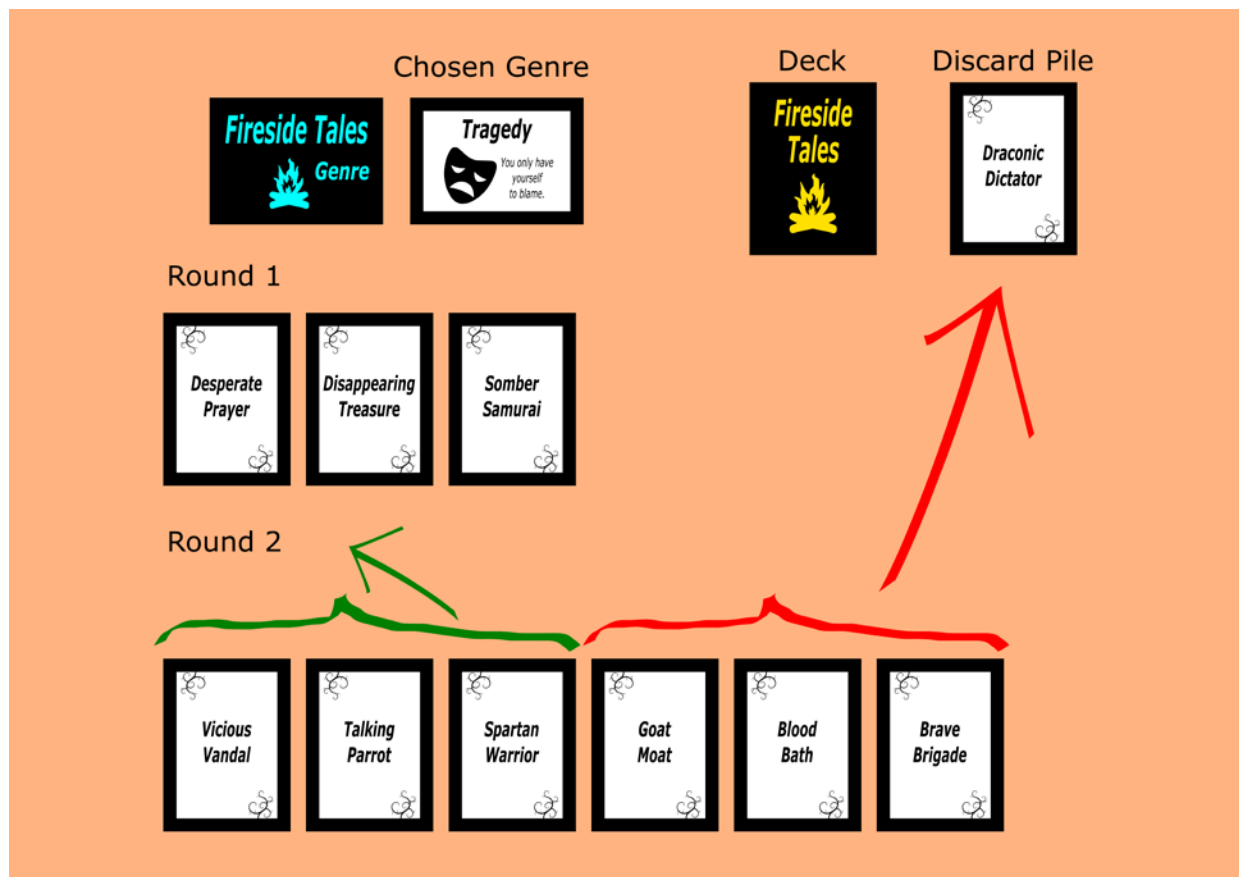 Chosen Genre
Deck
Discard Pile
Fireside Tales
Genre
Tragedy
You only have
yourself
to blame.
Fireside
Tales
Draconic
Dictator
Round 1
Desperate
Prayer
Disappearing
Treasure
Somber
Samurai
Round 2
Vicious
Vandal
Talking
Parrot
Spartan
Warrior
Goat
Moat
Blood
Bath
Brave
Brigade